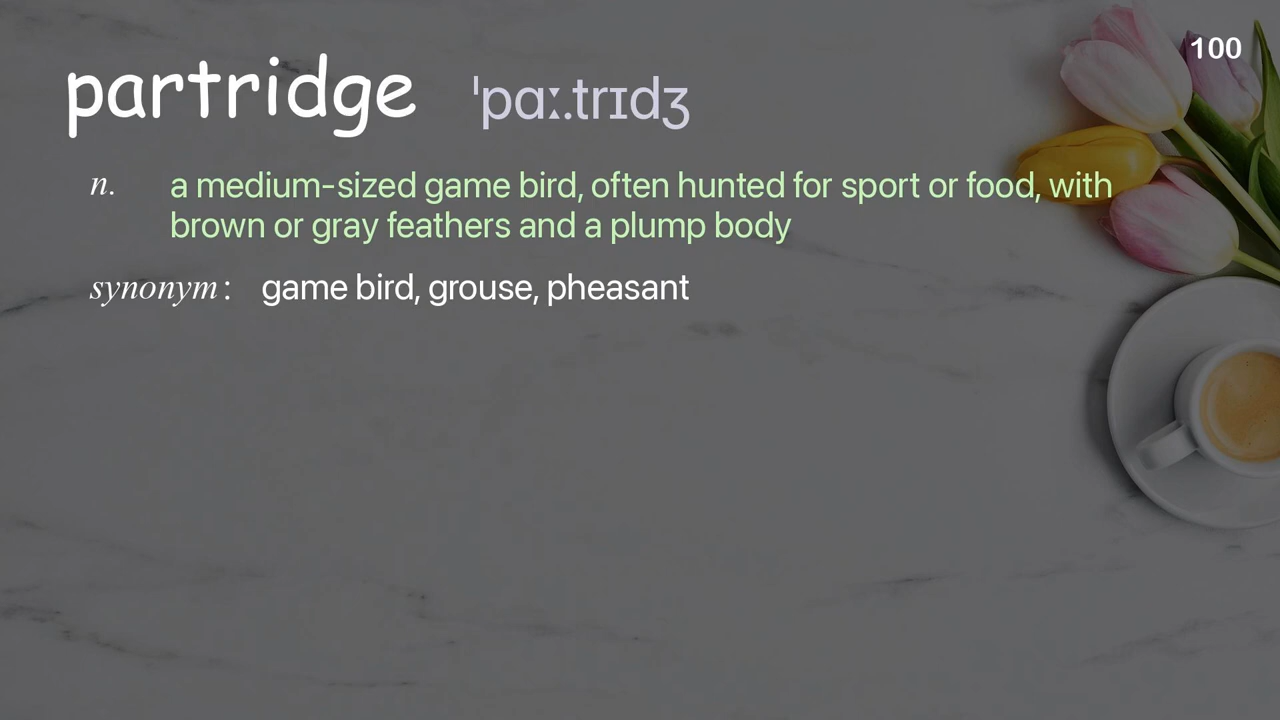 100
partridge ˈpɑː.trɪdʒ
n. a medium-sized game bird, often hunted for sport or food, with
brown or gray feathers and a plump body
synonym: game bird, grouse, pheasant